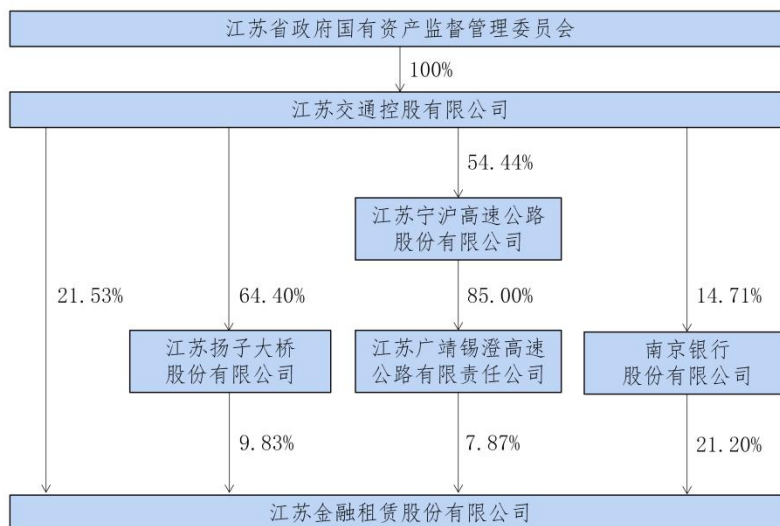 江苏省政府国有资产监督管理委员会
100%
江苏交通控股有限公司
54.44%
江苏宁沪高速公路
股份有限公司
21.53%
64.40%
85.00%
14.71%
江苏扬子大桥
股份有限公司
江苏广靖锡澄高速
公路有限责任公司
南京银行
股份有限公司
9.83%
7.87%
21.20%
江苏金融租赁股份有限公司